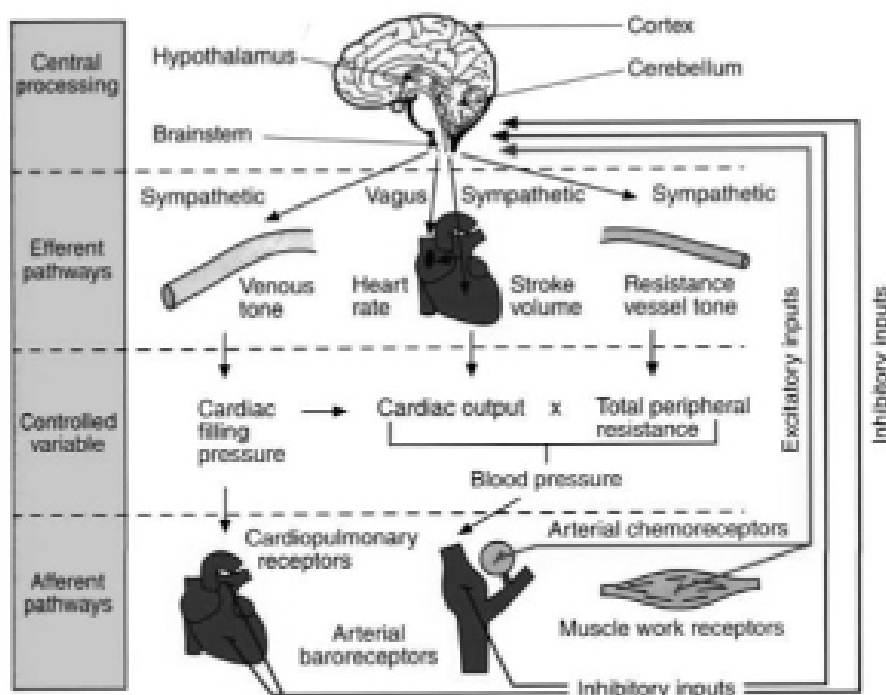 Central
processing
Hypothalamus
Cortex
Cerebellum
Brainstem
Efferent
pathways
Sympathetic
Vagus
Sympathetic
Sympathetic
Venous
tone
Heart
rate
Stroke
volume
Resistance
vessel tone
Controlled
variable
Cardiac
filling
pressure
Cardiac output
x
Total peripheral
resistance
Blood pressure
Excitatory inputs
Inhibitory inputs
Afferent
pathways
Cardiopulmonary
receptors
Arterial chemoreceptors
Arterial
baroreceptors
Muscle work receptors
Inhibitory inputs